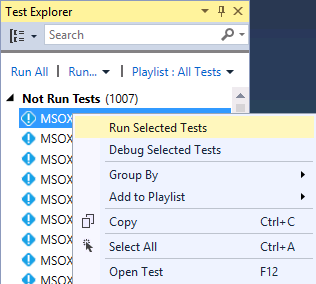 Test Explorer
Search
Run All | Run... | Playlist : All Tests
Not Run Tests (1007)
MSOX
Run Selected Tests
MSOX
Debug Selected Tests
MSOX
MSOX
Group By
MSOX
Add to Playlist
MSOX
Copy Ctrl+C
MSOX
Select All Ctrl+A
MSOX
Open Test F12